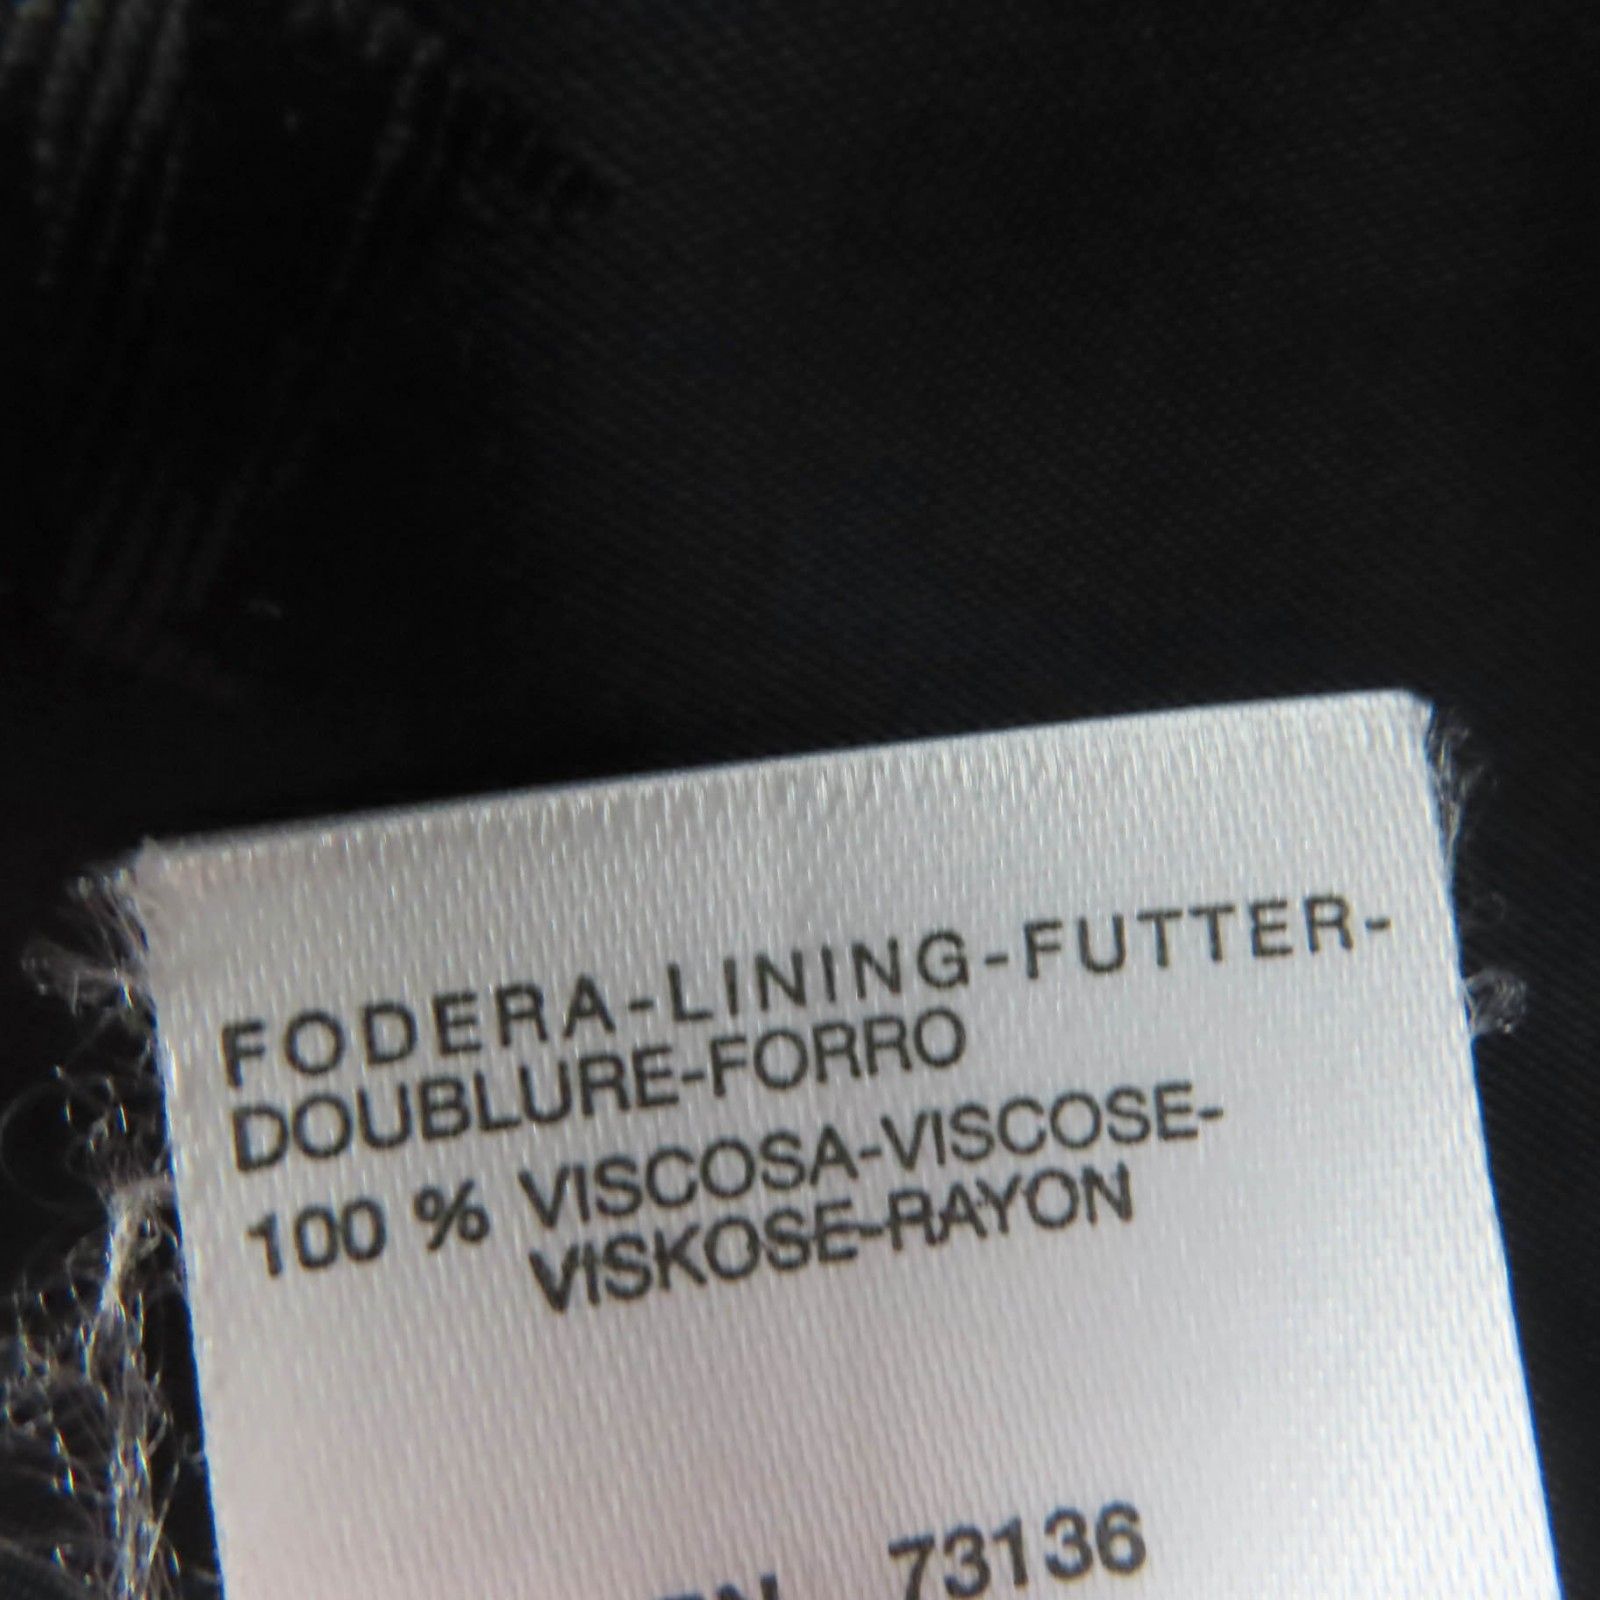 FODERA-LINING-FUTTER-
DOUBLURE-FORRO
100 % VISCOSA-VISCOSE-
VISKOSE-RAYON
73136